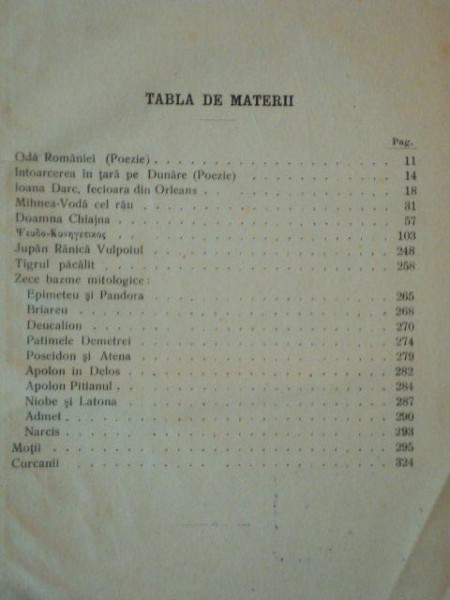 TABLA DE MATERII
Pag.
Odă României (Poezie) . . . . . . . . . . . . . 11
Intoarcerea în țară pe Dunăre (Poezie) . . . . . . . . 14
Ioana Darc, fecioara din Orleans . . . . . . . . . . 18
Mihnea-Vodă cel rău . . . . . . . . . . . . . 31
Doamna Chiajna . . . . . . . . . . . . . . 57
Ψευδο-Κυνηγετικὸς . . . . . . . . . . . . . . 103
Jupân Rănică Vulpoiul . . . . . . . . . . . . . 248
Tigrul păcălit . . . . . . . . . . . . . . 258
Zece bazme mitologice:
Epimeteu și Pandora . . . . . . . . . . . . 265
Briareu . . . . . . . . . . . . . . 268
Deucalion . . . . . . . . . . . . . 270
Patimele Demetrei . . . . . . . . . . . . 274
Poseidon și Atena . . . . . . . . . . . . 279
Apolon in Delos . . . . . . . . . . . . . 282
Apolon Pitianul . . . . . . . . . . . . . 284
Niobe și Latona . . . . . . . . . . . . . 287
Admet . . . . . . . . . . . . . . . 290
Narcis . . . . . . . . . . . . . . . 293
Moții . . . . . . . . . . . . . . . . 295
Curcanii . . . . . . . . . . . . . . . 324